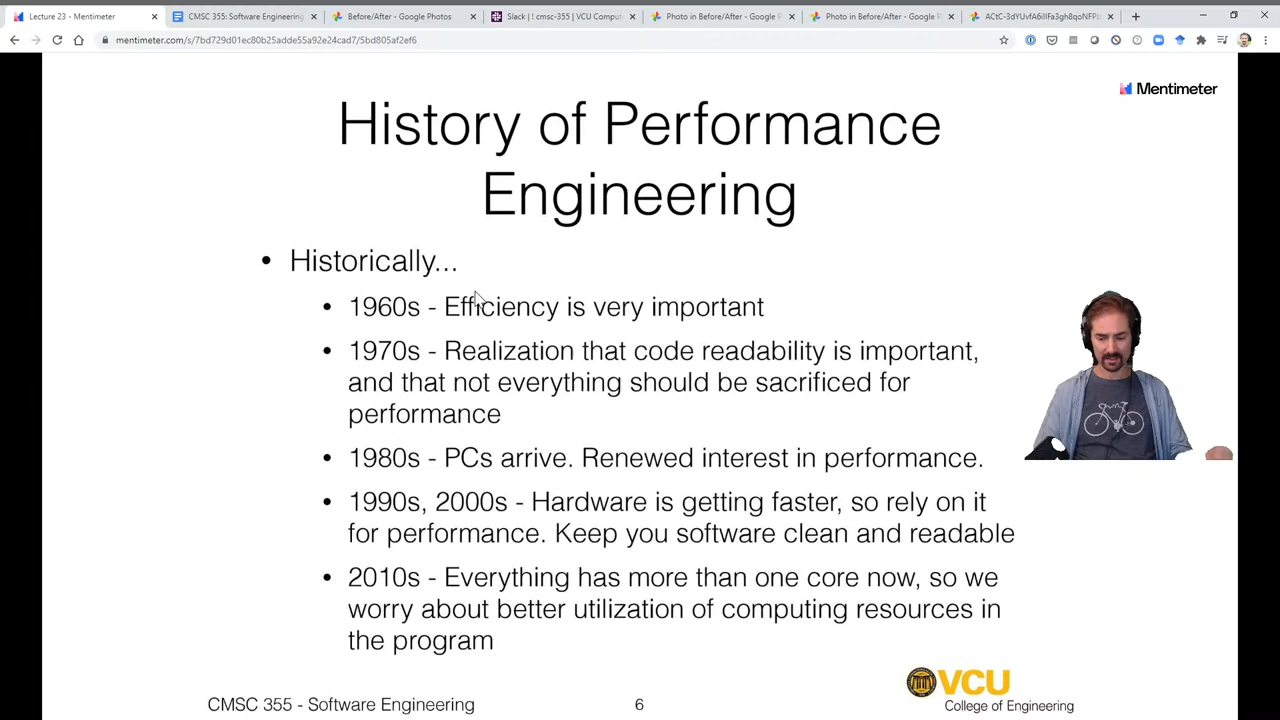 Lecture 23 - Mentimeter
CMSC 355: Software Engineering
Before/After - Google Photos
Slack | ! cmsc-355 | VCU Comput
Photo in Before/After - Google P
Photo in Before/After - Google P
ACtC-3dYUvfA6iIIFa3gh8qoNFPb
mentimeter.com/s/7bd729d01ec80b25adde55a92e24cad7/5bd805af2ef6
Mentimeter
History of Performance
Engineering
• Historically...
• 1960s - Efficiency is very important
• 1970s - Realization that code readability is important,
and that not everything should be sacrificed for
performance
• 1980s - PCs arrive. Renewed interest in performance.
• 1990s, 2000s - Hardware is getting faster, so rely on it
for performance. Keep you software clean and readable
• 2010s - Everything has more than one core now, so we
worry about better utilization of computing resources in
the program
VCU
CMSC 355 - Software Engineering
6
College of Engineering